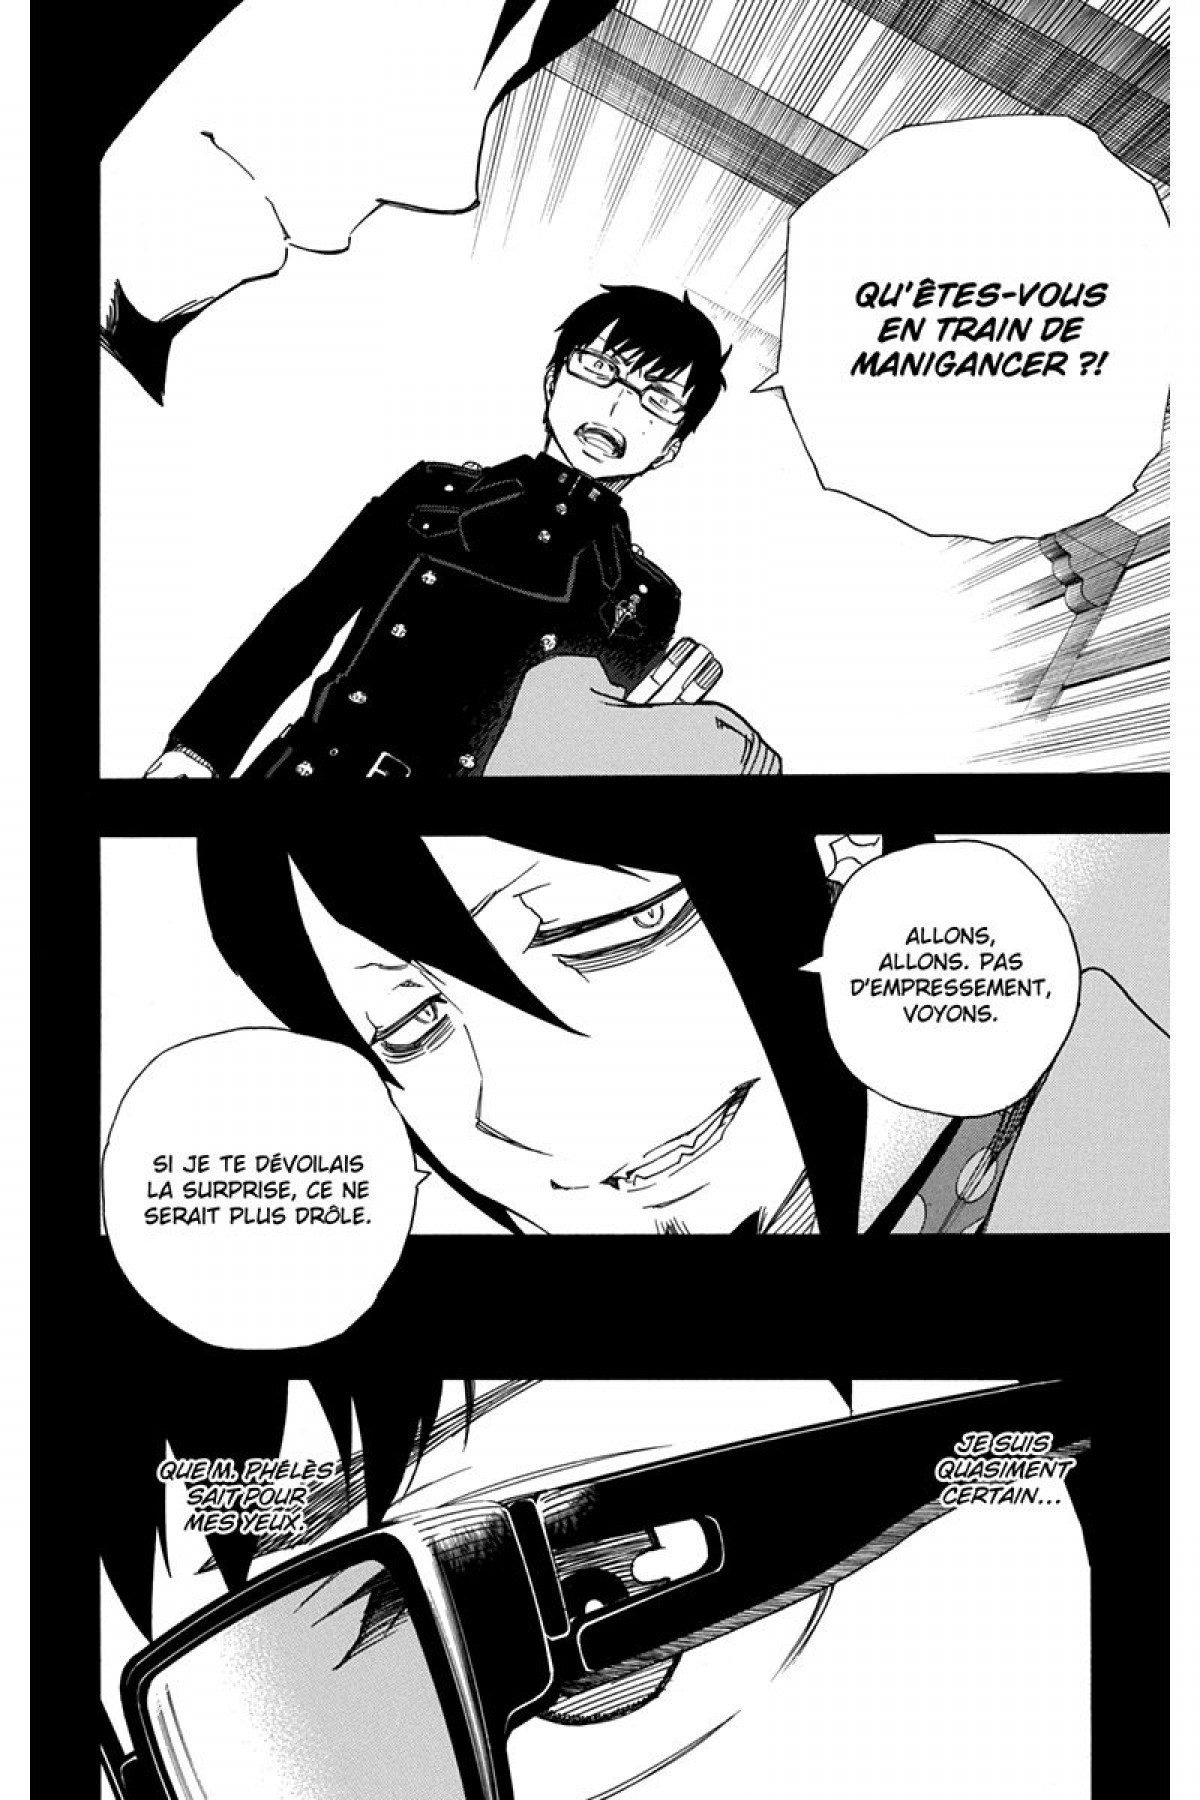 QU'ÊTES-VOUS
EN TRAIN DE
MANIGANCER ?!
ALLONS,
ALLONS. PAS
D'EMPRESSEMENT,
VOYONS.
SI JE TE DÉVOILAIS
LA SURPRISE, CE NE
SERAIT PLUS DRÔLE.
JE SUIS
QUASIMENT
CERTAIN...
QUE M. PHÉLÈS
SAIT POUR
MES YEUX.